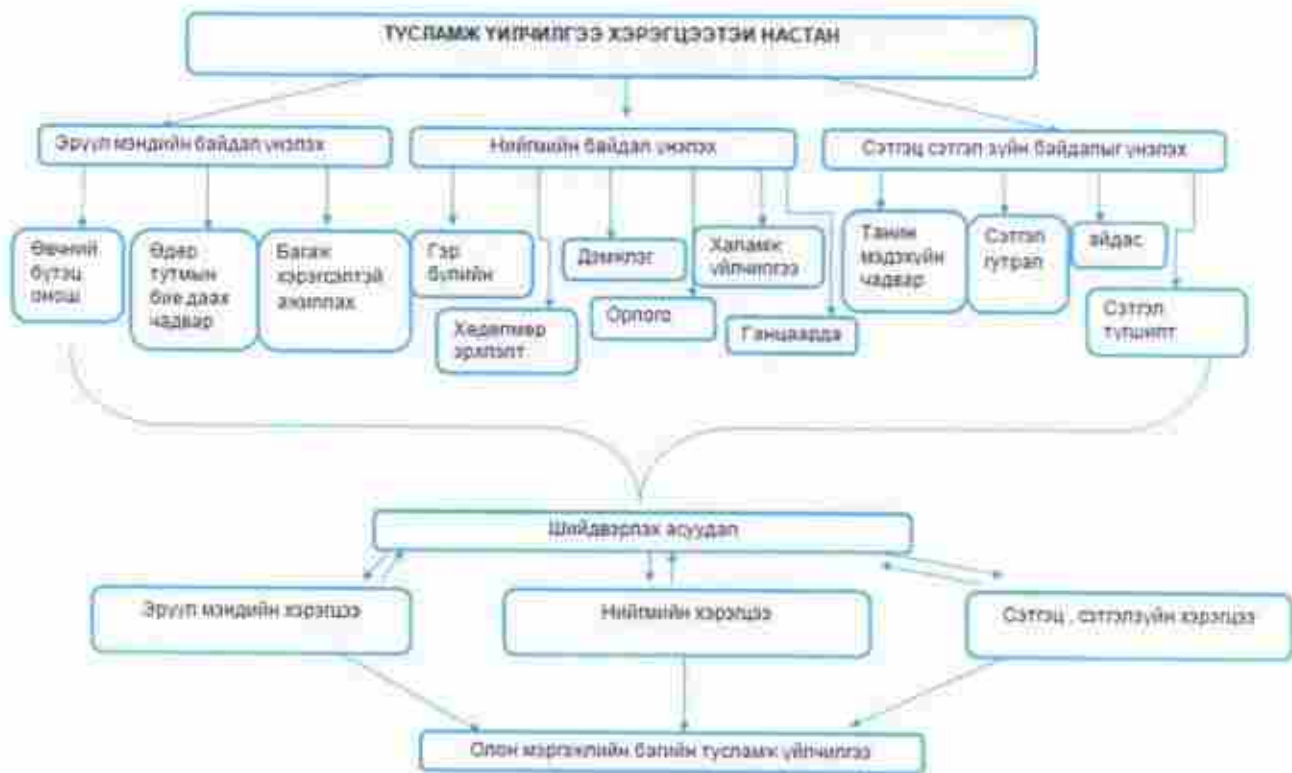 ТУСЛАМЖ ҮЙЛЧИЛГЭЭ ХЭРЭГЦЭЭТЭЙ НАСТАН
Эрүүл мэндийн байдал үнэлэх
Нийгмийн байдал үнэлэх
Сэтгэц сэтгэл зүйн байдалыг үнэлэх
Өвчний
бүтэц
онош
Өдөр
тутмын
бие даах
чадвар
Багаж
хэрэгсэлтэй
ажиллах
Гэр
бүлийн
Хөдөлмөр
эрхлэлт
Дэмжлэг
Орлого
Халамж
үйлчилгээ
Ганцаарда
Танин
мэдэхүйн
чадвар
Сэтгэл
гутрал
айдас
Сэтгэл
түгшилт
Шийдвэрлэх асуудал
Эрүүл мэндийн хэрэгцээ
Нийгмийн хэрэгцээ
Сэтгэц , сэтгэлзүйн хэрэгцээ
Олон мэргэжлийн багийн тусламж үйлчилгээ